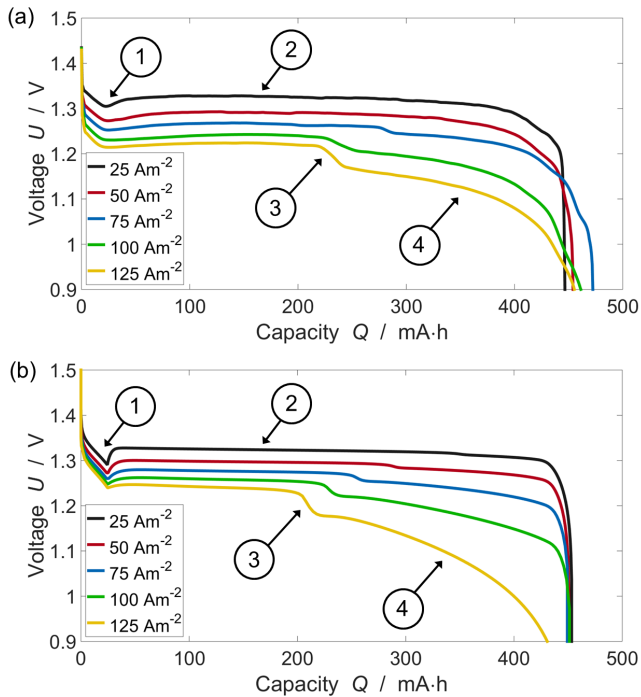 (a)
1.5
1.4
1.3
1.2
1.1
1
0.9
Voltage U / V
1
2
3
4
25 Am-2
50 Am-2
75 Am-2
100 Am-2
125 Am-2
0
100
200
300
400
500
Capacity Q / mA·h
(b)
1.5
1.4
1.3
1.2
1.1
1
0.9
Voltage U / V
1
2
3
4
25 Am-2
50 Am-2
75 Am-2
100 Am-2
125 Am-2
0
100
200
300
400
500
Capacity Q / mA·h